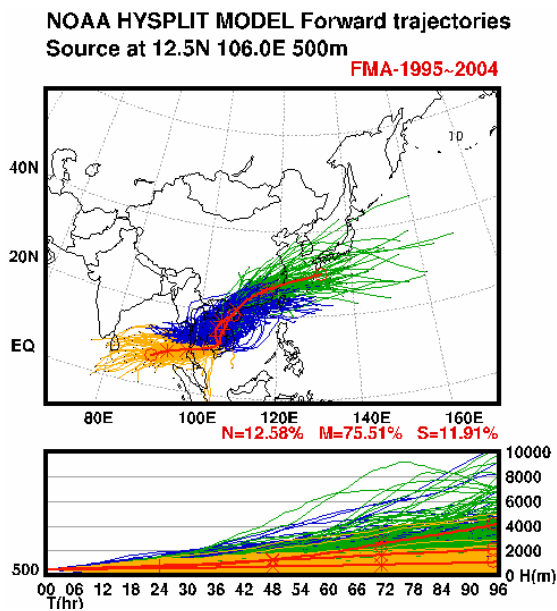 NOAA HYSPLIT MODEL Forward trajectories
Source at 12.5N 106.0E 500m
FMA-1995~2004
10
40N
20N
EQ
80E 100E 120E 140E 160E
N=12.58% M=75.51% S=11.91%
10000
8000
6000
4000
2000
500 0 H(m)
00 06 12 18 24 30 36 42 48 54 60 66 72 78 84 90 96
T(hr)